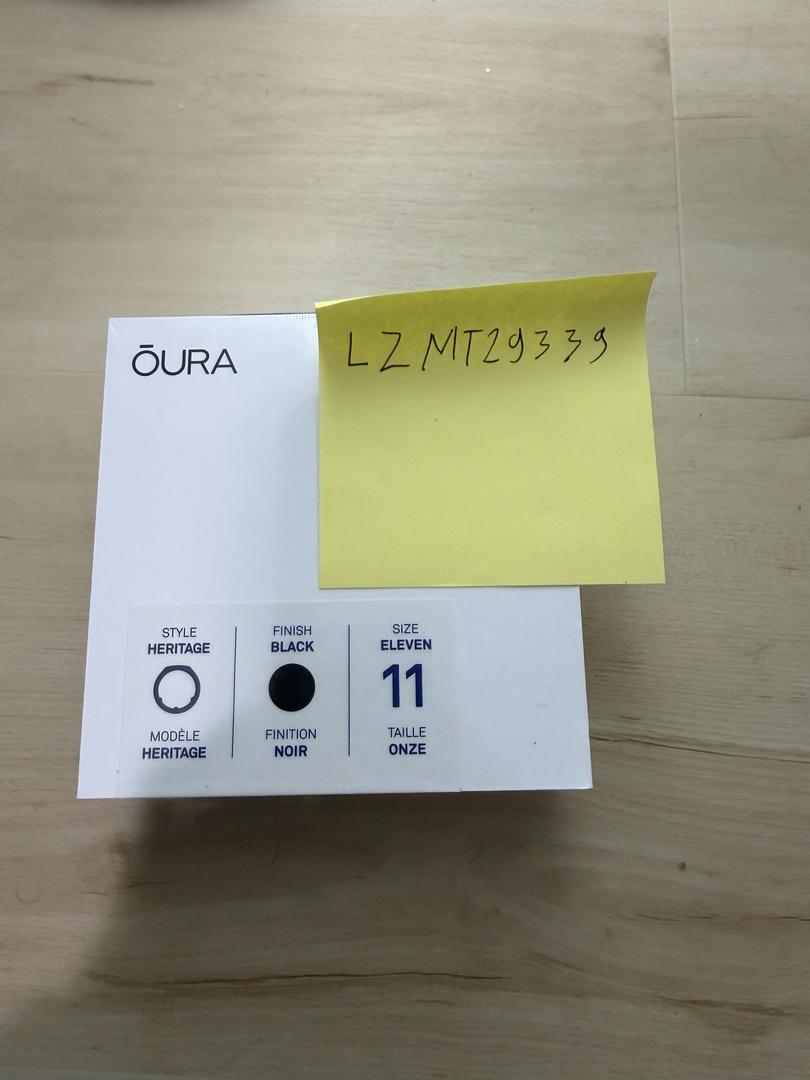 ŌURA
LZMT29339
STYLE
HERITAGE
MODÈLE
HERITAGE
FINISH
BLACK
FINITION
NOIR
SIZE
ELEVEN
11
TAILLE
ONZE